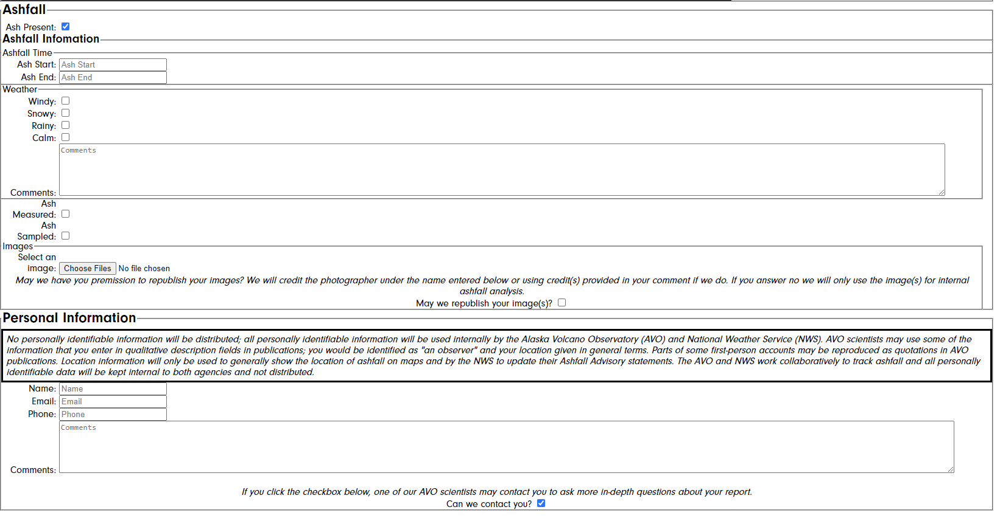 Ashfall
Ash Present:
Ashfall Infomation
Ashfall Time
Ash Start: Ash Start
Ash End: Ash End
Weather
Windy:
Snowy:
Rainy:
Calm:
Comments
Comments:
Ash
Measured:
Ash
Sampled:
Images
Select an
image: Choose Files No file chosen
May we have you premission to republish your images? We will credit the photographer under the name entered below or using credit(s) provided in your comment if we do. If you answer no we will only use the image(s) for internal
ashfall analysis.
May we republish your image(s)?
Personal Information
No personally identifiable information will be distributed; all personally identifiable information will be used internally by the Alaska Volcano Observatory (AVO) and National Weather Service (NWS). AVO scientists may use some of the
information that you enter in qualitative description fields in publications; you would be identified as "an observer" and your location given in general terms. Parts of some first-person accounts may be reproduced as quotations in AVO
publications. Location information will only be used to generally show the location of ashfall on maps and by the NWS to update their Ashfall Advisory statements. The AVO and NWS work collaboratively to track ashfall and all personally
identifiable data will be kept internal to both agencies and not distributed.
Name: Name
Email: Email
Phone: Phone
Comments
Comments:
If you click the checkbox below, one of our AVO scientists may contact you to ask more in-depth questions about your report.
Can we contact you?